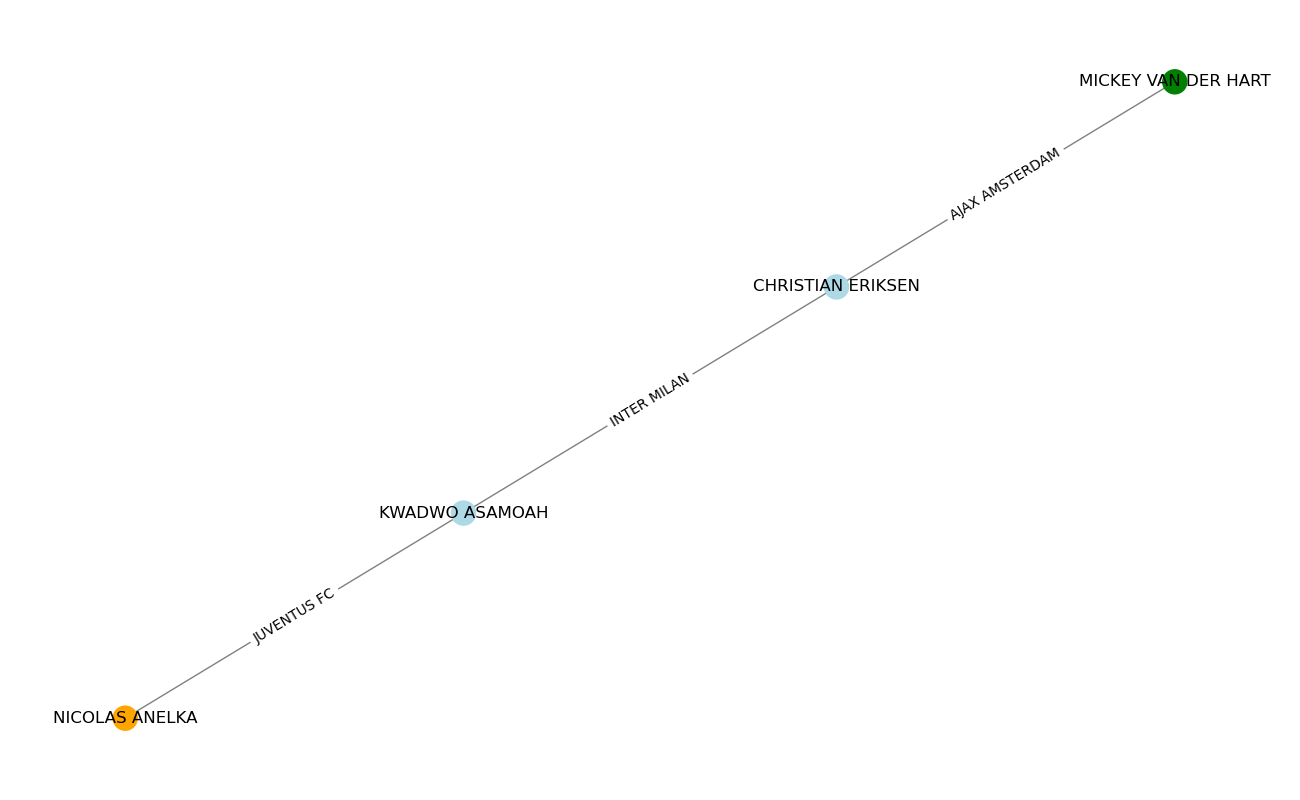 MICKEY VAN DER HART
AJAX AMSTERDAM
CHRISTIAN ERIKSEN
INTER MILAN
KWADWO ASAMOAH
JUVENTUS FC
NICOLAS ANELKA